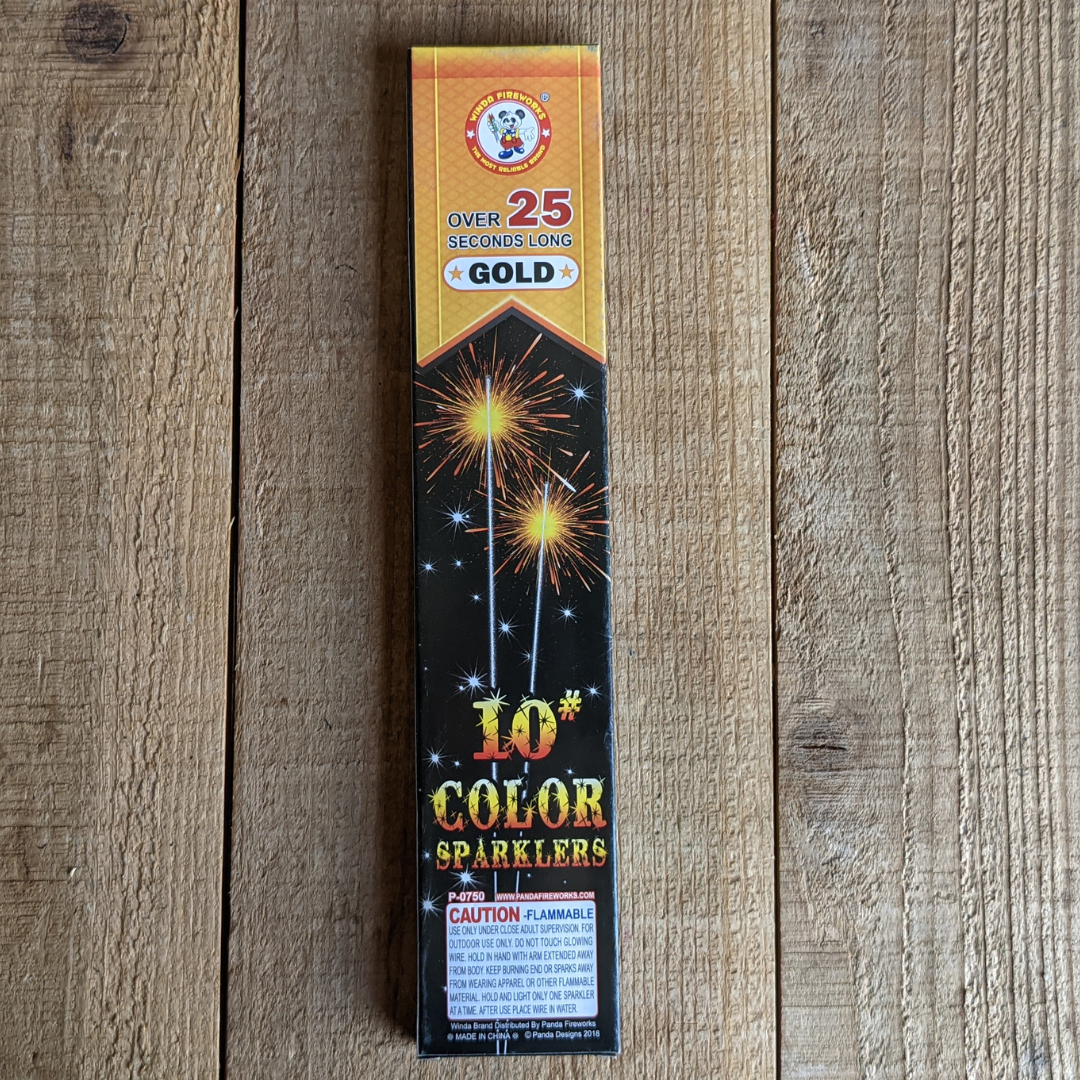 WINDA FIREWORKS ®
THE MOST RELIABLE BRAND
OVER 25
SECONDS LONG
GOLD
10#
COLOR
SPARKLERS
P-0750 WWW.PANDAFIREWORKS.COM
CAUTION -FLAMMABLE
USE ONLY UNDER CLOSE ADULT SUPERVISION. FOR
OUTDOOR USE ONLY. DO NOT TOUCH GLOWING
WIRE. HOLD IN HAND WITH ARM EXTENDED AWAY
FROM BODY. KEEP BURNING END OR SPARKS AWAY
FROM WEARING APPAREL OR OTHER FLAMMABLE
MATERIAL. HOLD AND LIGHT ONLY ONE SPARKLER
AT A TIME. AFTER USE PLACE WIRE IN WATER.
Winda Brand Distributed By Panda Fireworks
MADE IN CHINA © Panda Designs 2018